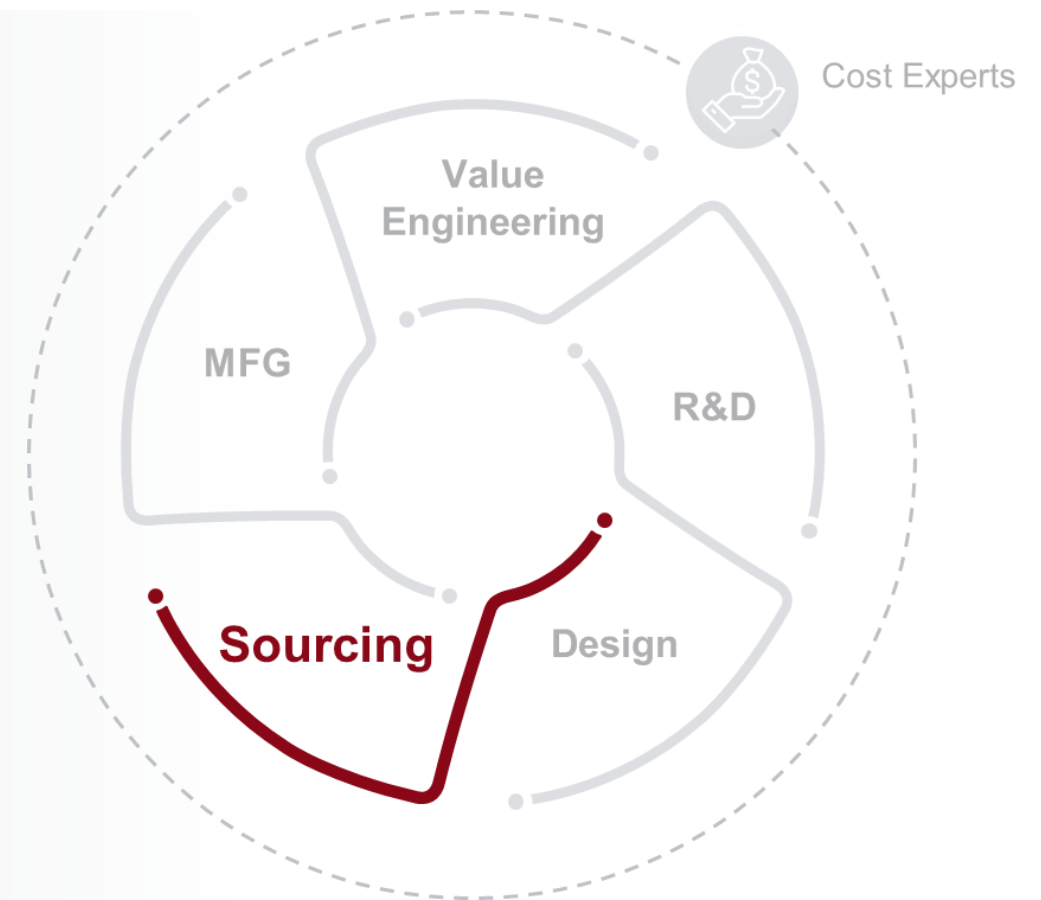 Cost Experts
Value
Engineering
MFG
R&D
Sourcing
Design
$